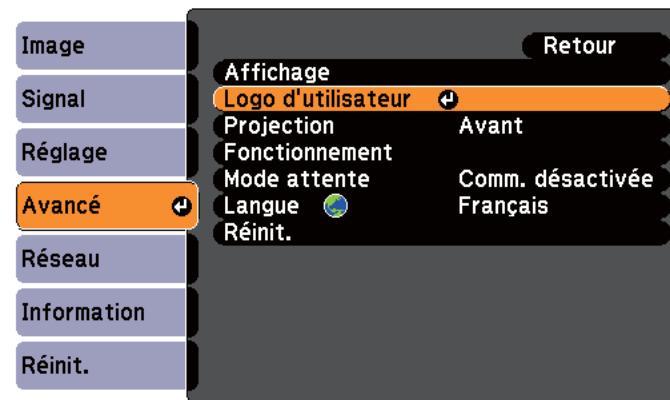 Image
Signal
Réglage
Avancé
Réseau
Information
Réinit.
Retour
Affichage
Logo d'utilisateur
Projection Avant
Fonctionnement
Mode attente Comm. désactivée
Langue Français
Réinit.